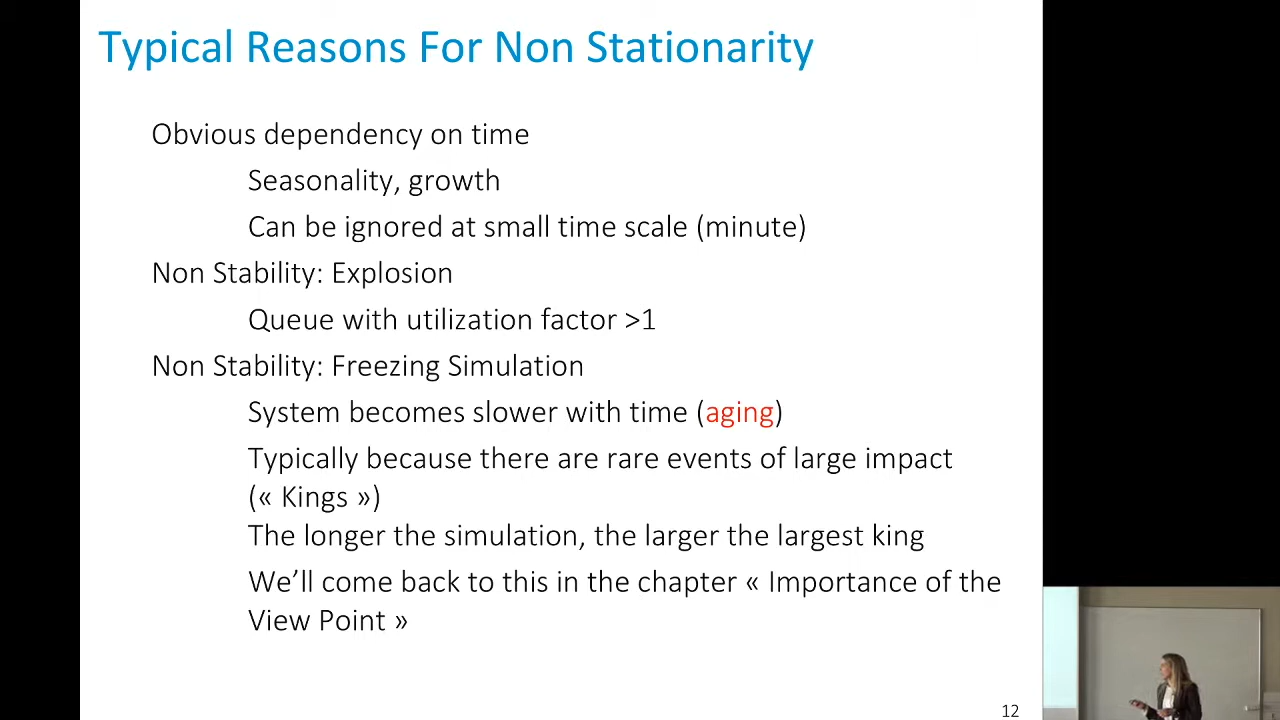 Typical Reasons For Non Stationarity
Obvious dependency on time
Seasonality, growth
Can be ignored at small time scale (minute)
Non Stability: Explosion
Queue with utilization factor >1
Non Stability: Freezing Simulation
System becomes slower with time (aging)
Typically because there are rare events of large impact
(« Kings »)
The longer the simulation, the larger the largest king
We’ll come back to this in the chapter « Importance of the
View Point »
12